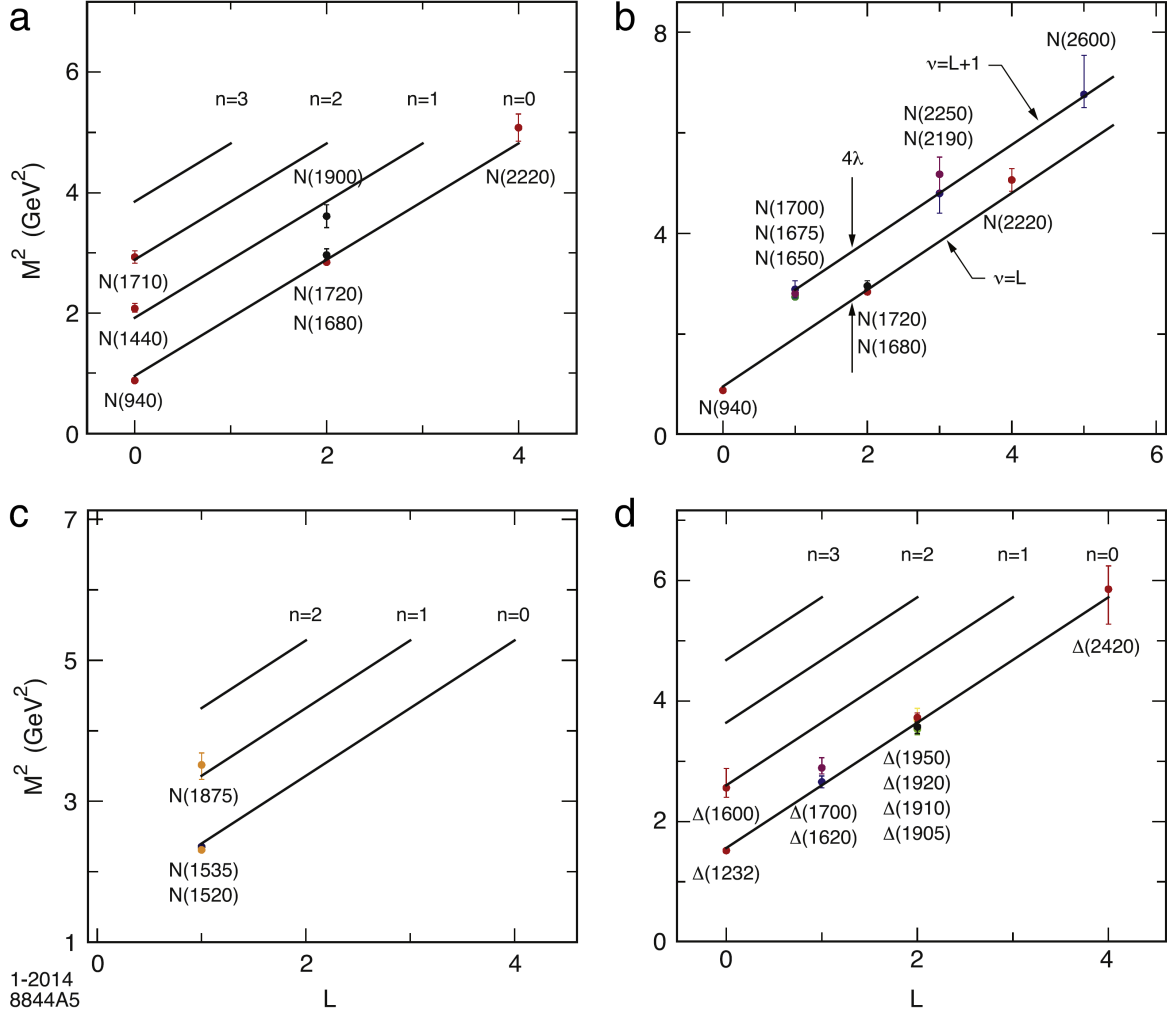 a
M² (GeV²)
6
4
2
0
n=3 n=2 n=1 n=0
N(1900)
N(2220)
N(1710)
N(1440)
N(940)
N(1720)
N(1680)
0 2 4
b
8
4
0
N(2600)
ν=L+1
N(2250)
N(2190)
4λ
N(1700)
N(1675)
N(1650)
N(2220)
ν=L
N(1720)
N(1680)
N(940)
0 2 4 6
c
M² (GeV²)
7
5
3
1
n=2 n=1 n=0
N(1875)
N(1535)
N(1520)
0 2 4
L
d
6
4
2
0
n=3 n=2 n=1 n=0
Δ(2420)
Δ(1950)
Δ(1920)
Δ(1910)
Δ(1905)
Δ(1600)
Δ(1700)
Δ(1620)
Δ(1232)
0 2 4
L
1-2014
8844A5